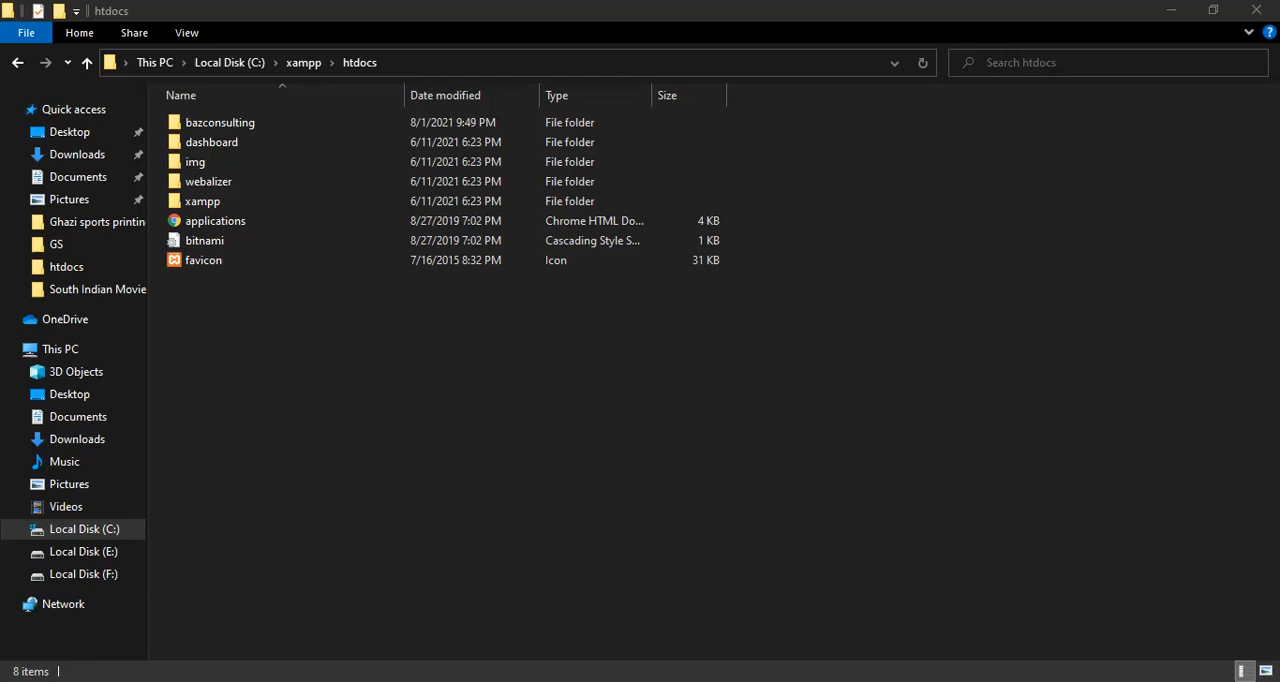 htdocs
File Home Share View
This PC Local Disk (C:) xampp htdocs
Search htdocs
Name Date modified Type Size
bazconsulting 8/1/2021 9:49 PM File folder
dashboard 6/11/2021 6:23 PM File folder
img 6/11/2021 6:23 PM File folder
webalizer 6/11/2021 6:23 PM File folder
xampp 6/11/2021 6:23 PM File folder
applications 8/27/2019 7:02 PM Chrome HTML Do... 4 KB
bitnami 8/27/2019 7:02 PM Cascading Style S... 1 KB
favicon 7/16/2015 8:32 PM Icon 31 KB
Quick access
Desktop
Downloads
Documents
Pictures
Ghazi sports printin
GS
htdocs
South Indian Movie
OneDrive
This PC
3D Objects
Desktop
Documents
Downloads
Music
Pictures
Videos
Local Disk (C:)
Local Disk (E:)
Local Disk (F:)
Network
8 items